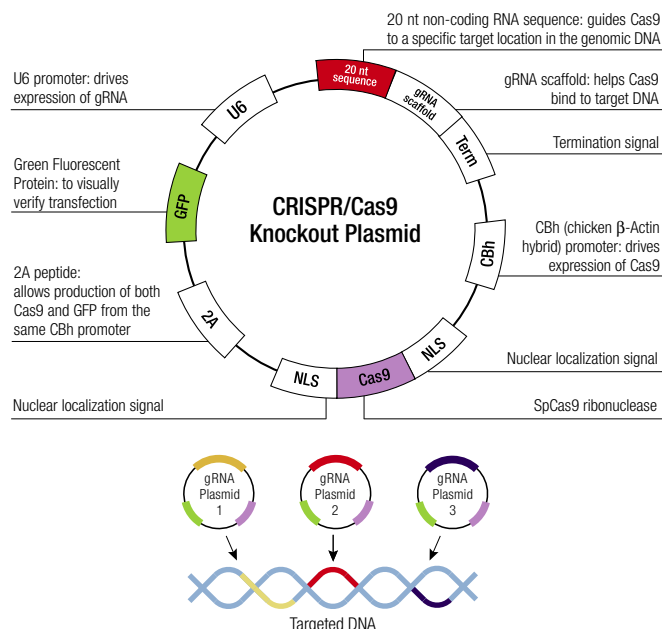 20 nt non-coding RNA sequence: guides Cas9
to a specific target location in the genomic DNA
U6 promoter: drives
expression of gRNA
20 nt
sequence
gRNA
scaffold
gRNA scaffold: helps Cas9
bind to target DNA
U6
Term
Termination signal
Green Fluorescent
Protein: to visually
verify transfection
GFP
CRISPR/Cas9
Knockout Plasmid
CBh
CBh (chicken β-Actin
hybrid) promoter: drives
expression of Cas9
2A peptide:
allows production of both
Cas9 and GFP from the
same CBh promoter
2A
NLS
Cas9
NLS
Nuclear localization signal
Nuclear localization signal
SpCas9 ribonuclease
gRNA
Plasmid
1
gRNA
Plasmid
2
gRNA
Plasmid
3
Targeted DNA